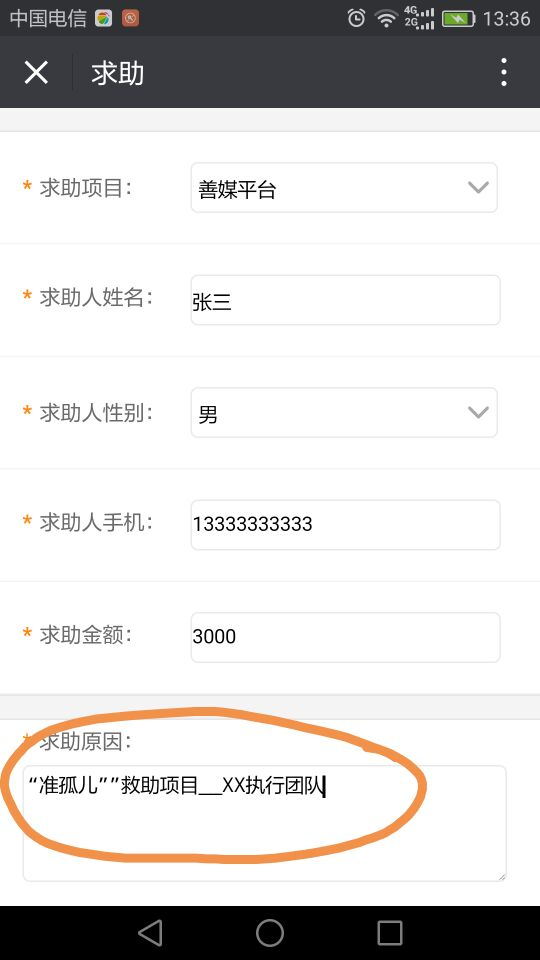 中国电信 4G 2G 13:36
求助
* 求助项目： 善媒平台
* 求助人姓名： 张三
* 求助人性别： 男
* 求助人手机： 13333333333
* 求助金额： 3000
* 求助原因：
“准孤儿””救助项目__XX执行团队